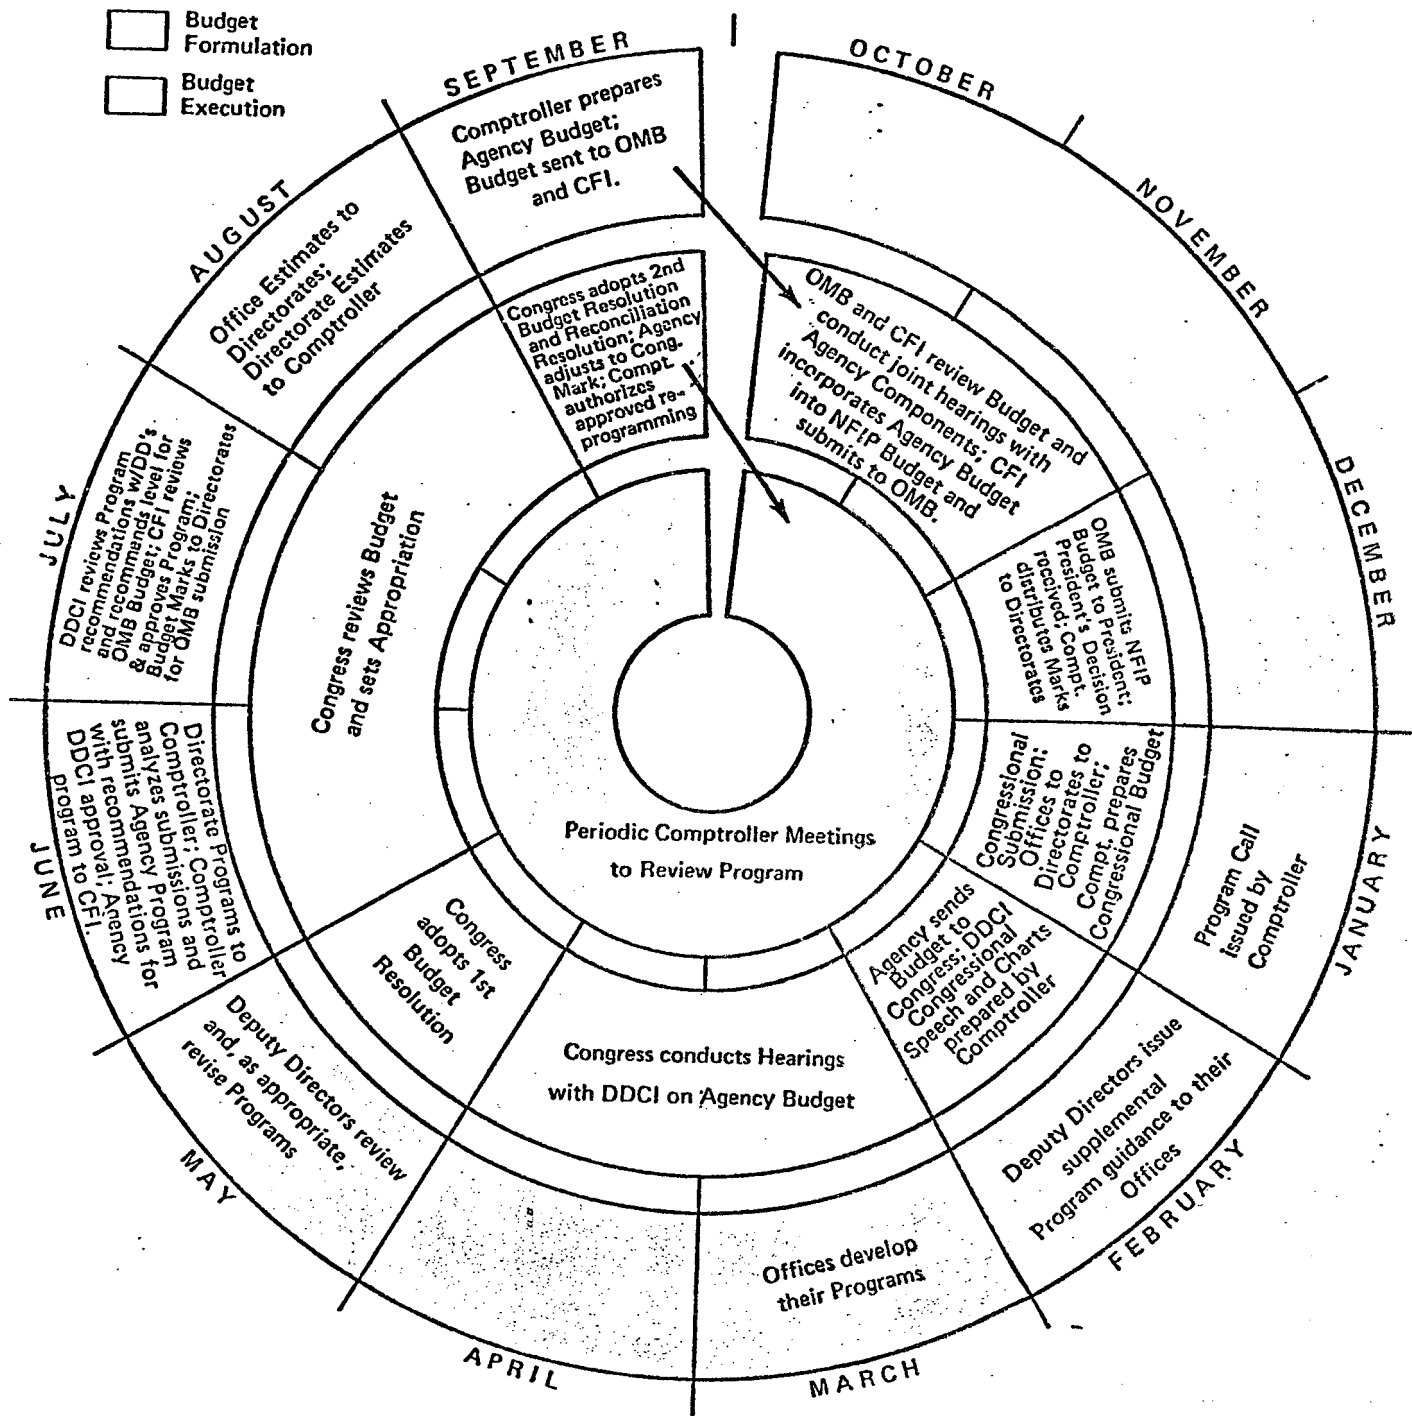 Budget
Formulation
Budget
Execution
SEPTEMBER
OCTOBER
NOVEMBER
DECEMBER
JANUARY
FEBRUARY
MARCH
APRIL
MAY
JUNE
JULY
AUGUST
Comptroller prepares
Agency Budget;
Budget sent to OMB
and CFI.
Program Call
issued by
Comptroller
Deputy Directors issue
supplemental
Program guidance to their
Offices
Offices develop
their Programs
Deputy Directors review
and, as appropriate,
revise Programs
Directorate Programs to
Comptroller; Comptroller
analyzes submissions and
submits Agency Program
with recommendations for
DDCI approval; Agency
program to CFI.
DDCI reviews Program
recommendations w/DD's
and recommends level for
OMB Budget; CFI reviews
& approves Program;
Budget Marks to Directorates
for OMB submission
Office Estimates to
Directorates;
Directorate Estimates
to Comptroller
Congress adopts 2nd
Budget Resolution
and Reconciliation
Resolution; Agency
adjusts to Cong.
Mark; Compt.
authorizes
approved re-
programming
OMB and CFI review Budget and
conduct joint hearings with
Agency Components; CFI
incorporates Agency Budget
into NFIP Budget and
submits to OMB.
OMB submits NFIP
Budget to President;
President's Decision
received; Compt.
distributes Marks
to Directorates
Congressional
Submission:
Offices to
Directorates to
Comptroller;
Compt. prepares
Congressional Budget
Agency sends
Budget to
Congress; DDCI
Congressional
Speech and Charts
prepared by
Comptroller
Congress conducts Hearings
with DDCI on Agency Budget
Congress
adopts 1st
Budget
Resolution
Congress reviews Budget
and sets Appropriation
Periodic Comptroller Meetings
to Review Program